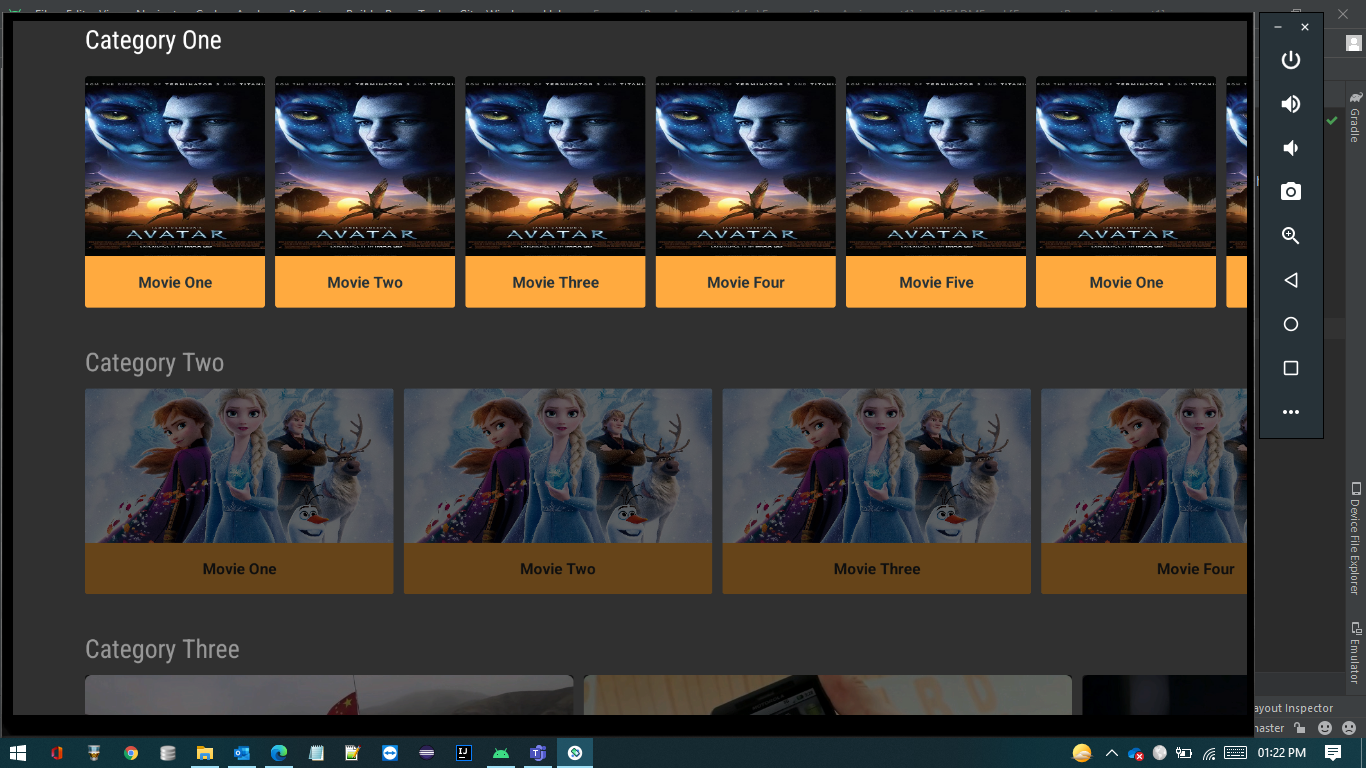 Category One
AVATAR
AVATAR
AVATAR
AVATAR
AVATAR
AVATAR
Movie One
Movie Two
Movie Three
Movie Four
Movie Five
Movie One
Category Two
Movie One
Movie Two
Movie Three
Movie Four
Category Three
Gradle
Device File Explorer
Emulator
ayout Inspector
master
01:22 PM